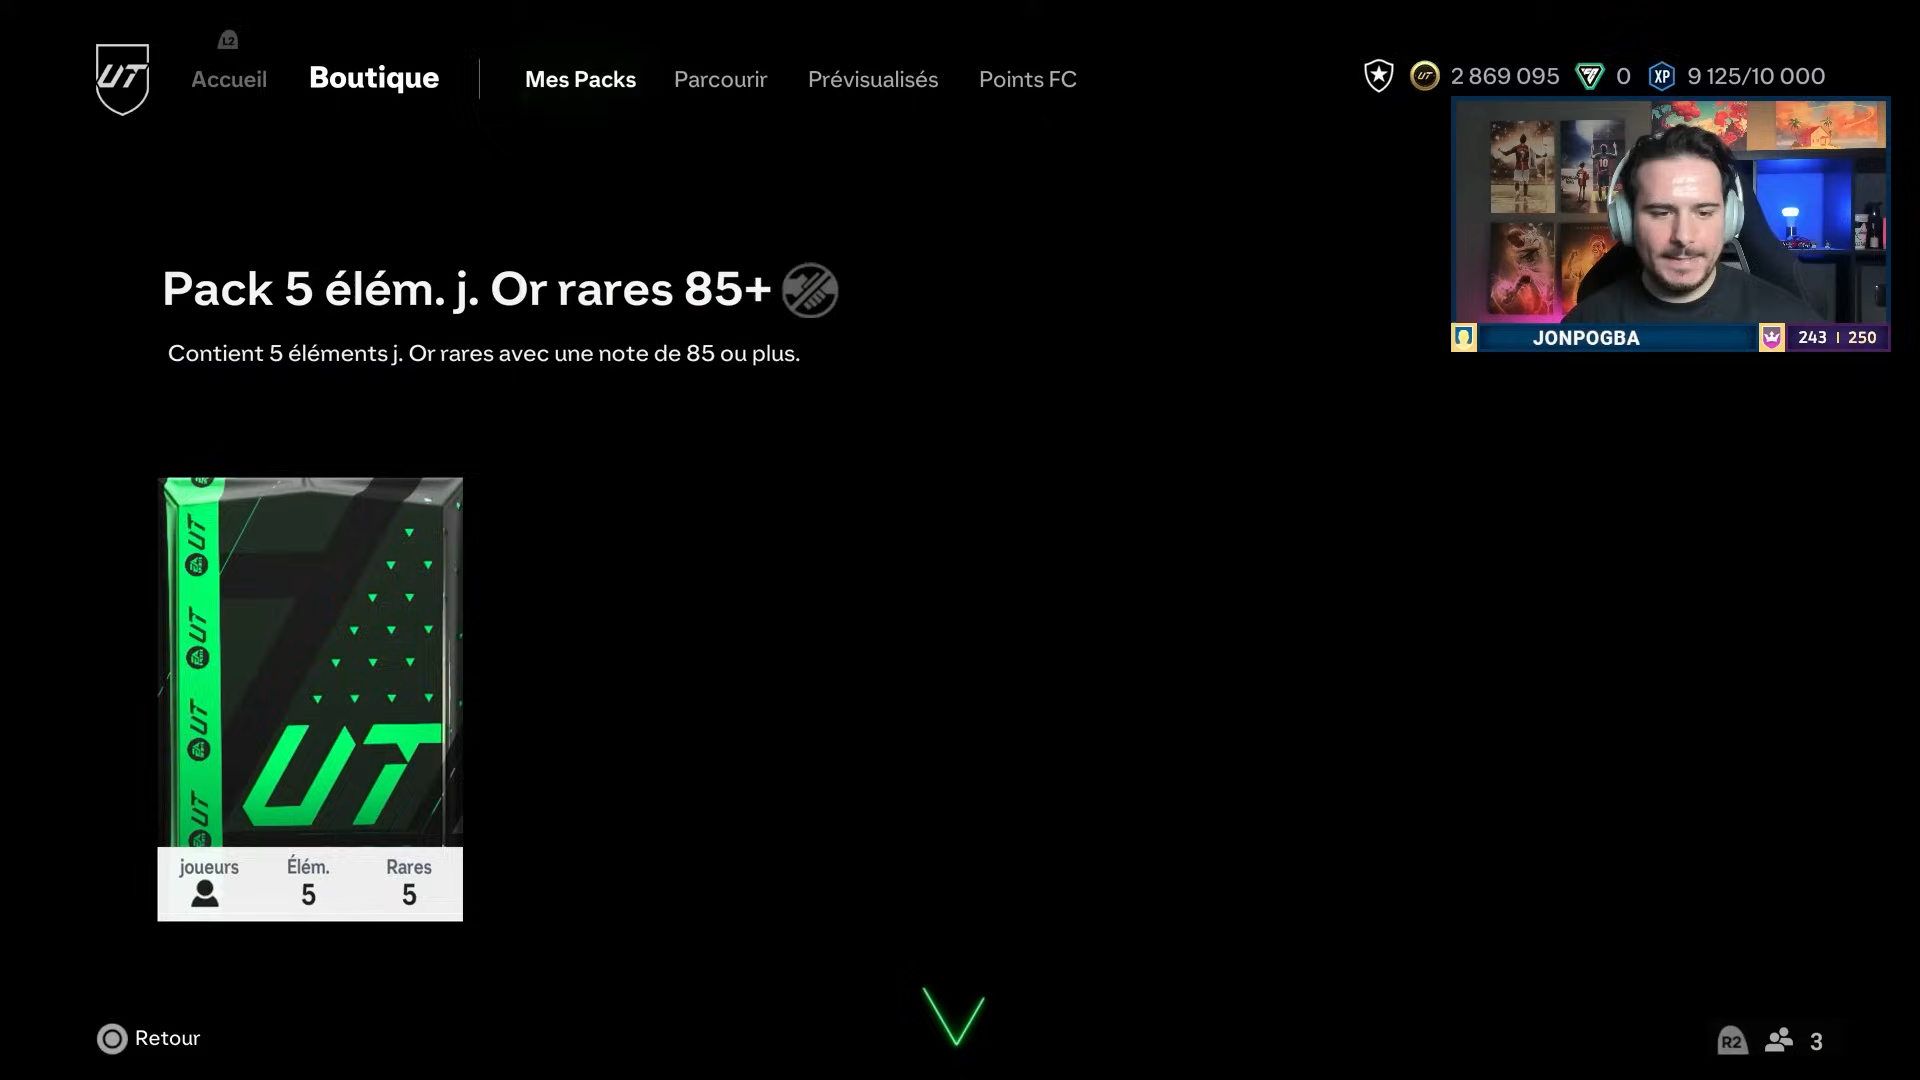 L2
UT Accueil Boutique Mes Packs Parcourir Prévisualisés Points FC UT 2 869 095 0 XP 9 125/10 000
Pack 5 élém. j. Or rares 85+
Contient 5 éléments j. Or rares avec une note de 85 ou plus.
JONPOGBA 243 | 250
UT
UT
UT
UT
UT
joueurs Élém. Rares
5 5
Retour R2 3